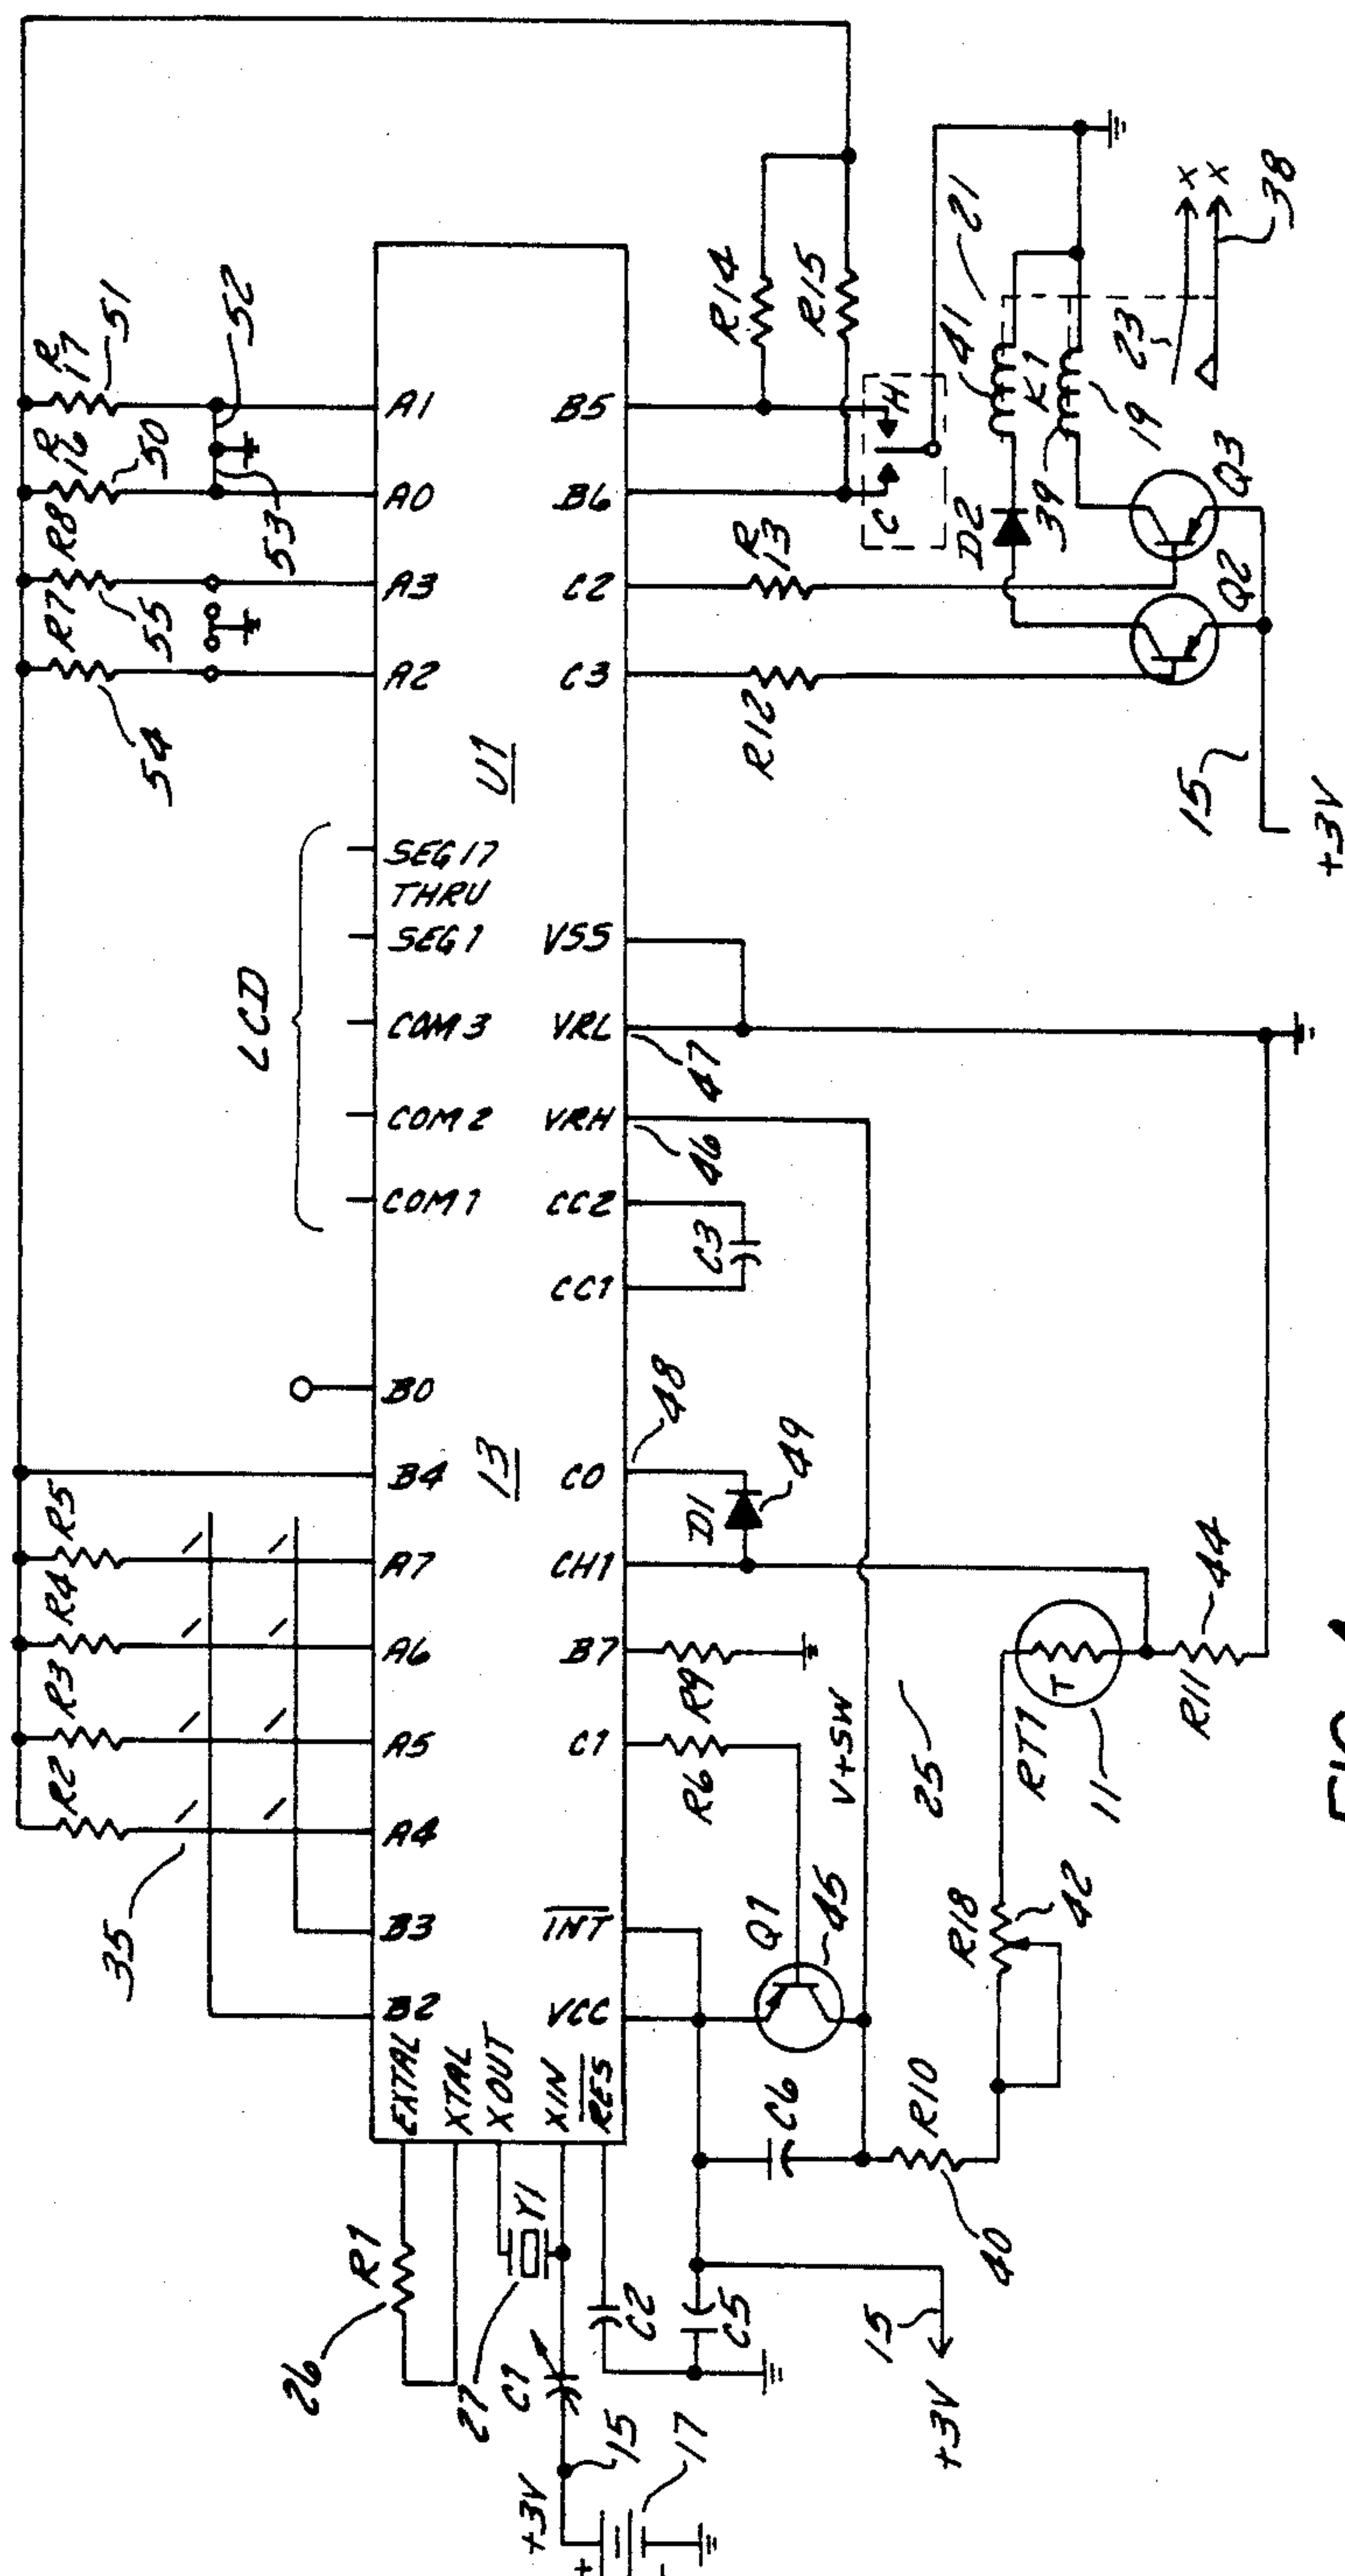 R5
R4
R3
R2
35
R7
R8
R
16
R
17
54
55
50
51
53
52
LCD
EXTAL
XTAL
XOUT
XIN
RES
B2
B3
A4
A5
A6
A7
B4
B0
COM1
COM2
COM3
SEG1
THRU
SEG17
A2
A3
A0
A1
13
U1
VCC
INT
C1
B7
CH1
C0
CC1
CC2
VRH
VRL
VSS
C3
C2
B6
B5
R1
26
27
Y1
C1
C2
C5
+3V
15
17
+
-
+3V
15
C6
R10
40
Q1
45
R6
R9
V+SW
25
D1
49
48
C3
46
47
R18
42
RT1
T
11
R11
44
R12
R
13
R14
R15
C
H
D2
41
K1
39
19
21
23
X
X
38
Q2
Q3
15
+3V